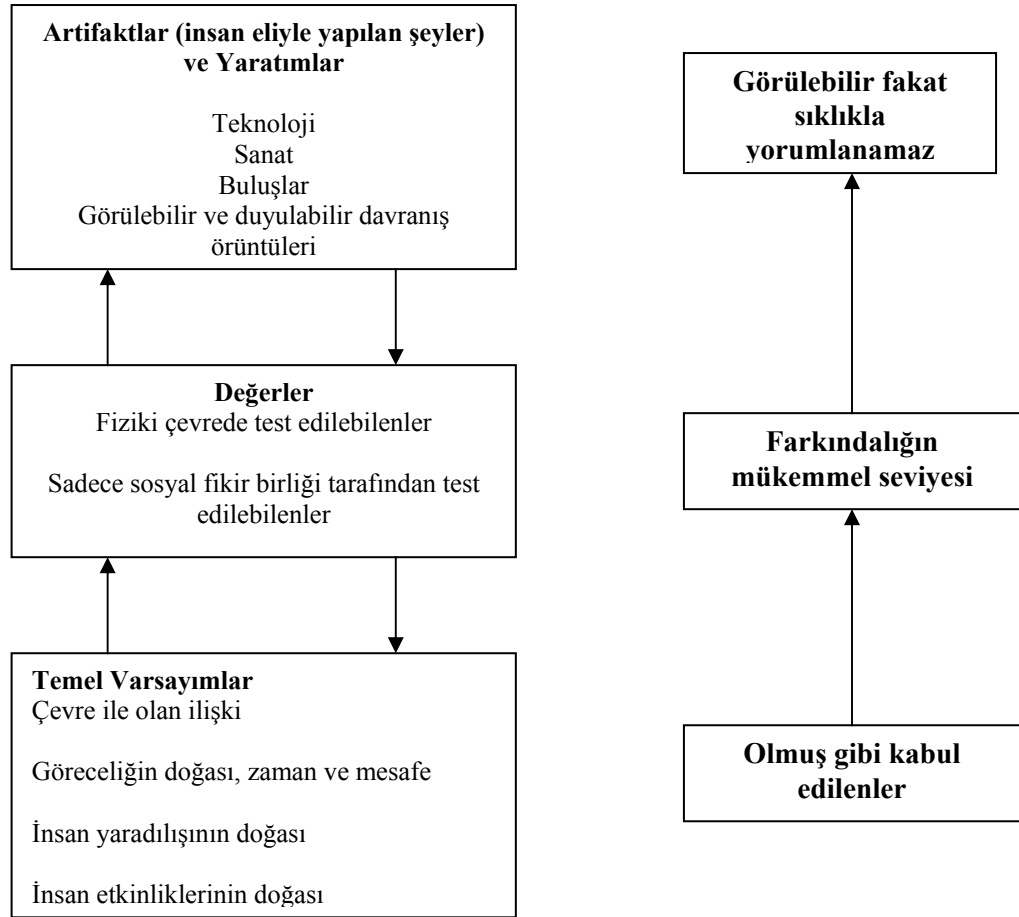 Artifaktlar (insan eliyle yapılan şeyler)
ve Yaratımlar
Teknoloji
Sanat
Buluşlar
Görülebilir ve duyulabilir davranış
örüntüleri
Değerler
Fiziki çevrede test edilebilenler
Sadece sosyal fikir birliği tarafından test
edilebilenler
Temel Varsayımlar
Çevre ile olan ilişki
Göreceliğin doğası, zaman ve mesafe
İnsan yaradılışının doğası
İnsan etkinliklerinin doğası
Görülebilir fakat
sıklıkla
yorumlanamaz
Farkındalığın
mükemmel seviyesi
Olmuş gibi kabul
edilenler